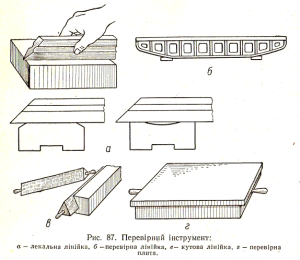 б
а
в
г
Рис. 87. Перевірний інструмент:
а — лекальна лінійка, б — перевірна лінійка, в — кутова лінійка, г — перевірна
плита.